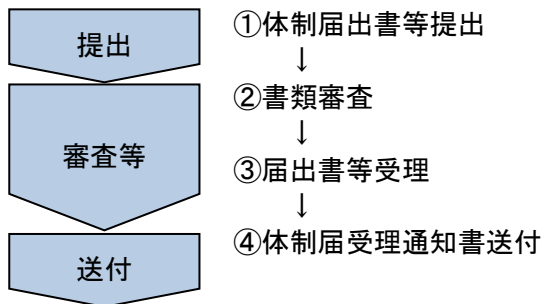 提出
①体制届出書等提出
↓
②書類審査
↓
審査等
③届出書等受理
↓
④体制届受理通知書送付
送付